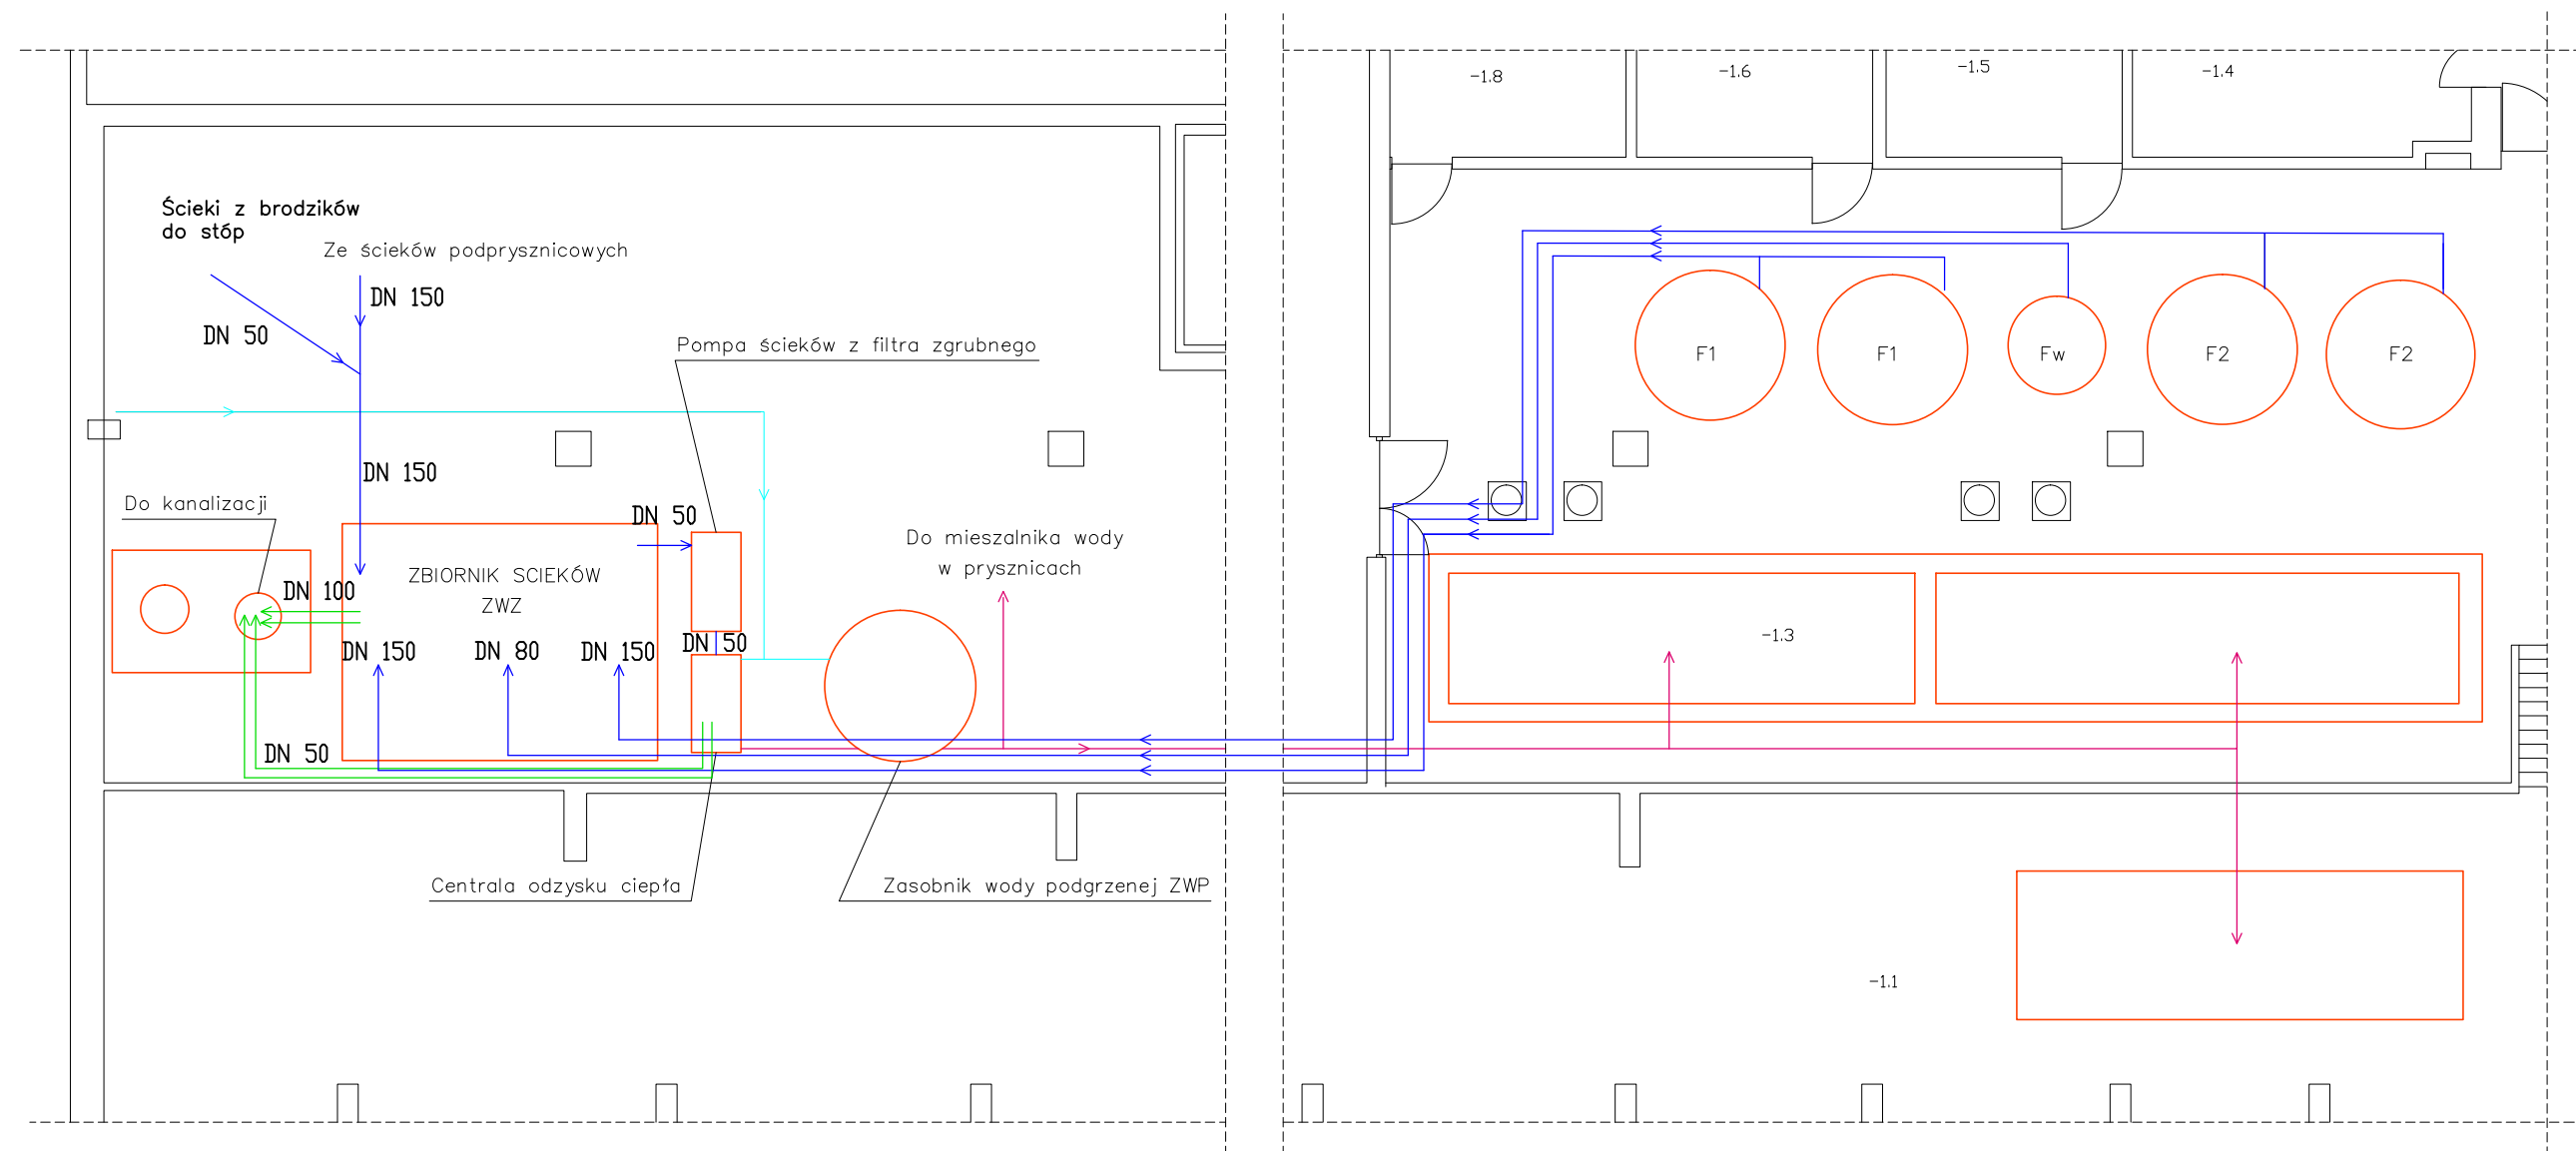 -1.8
-1.6
-1.5
-1.4
Ścieki z brodzików
do stóp
Ze ścieków podprysznicowych
DN 150
DN 50
Pompa ścieków z filtra zgrubnego
F1
F1
Fw
F2
F2
DN 150
Do kanalizacji
DN 50
Do mieszalnika wody
w prysznicach
ZBIORNIK SCIEKÓW
ZWZ
DN 100
-1.3
DN 150
DN 80
DN 150
DN 50
DN 50
Centrala odzysku ciepła
Zasobnik wody podgrzenej ZWP
-1.1